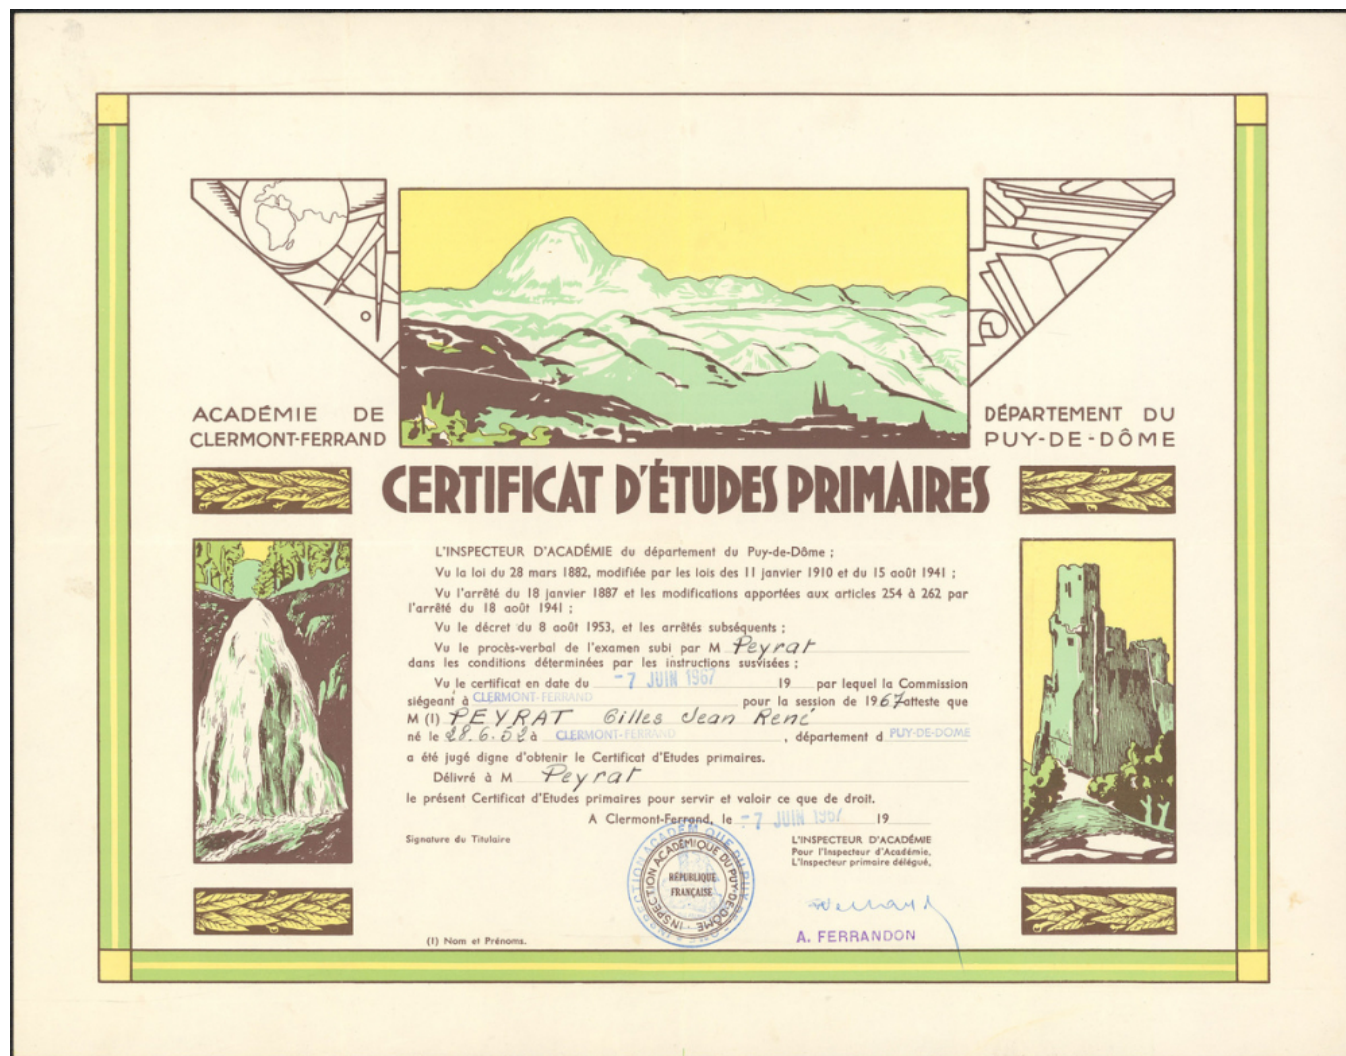 ACADÉMIE DE
CLERMONT-FERRAND
DÉPARTEMENT DU
PUY-DE-DÔME
CERTIFICAT D'ÉTUDES PRIMAIRES
L'INSPECTEUR D'ACADÉMIE du département du Puy-de-Dôme ;
Vu la loi du 28 mars 1882, modifiée par les lois des 11 janvier 1910 et du 15 août 1941 ;
Vu l'arrêté du 18 janvier 1887 et les modifications apportées aux articles 254 à 262 par
l'arrêté du 18 août 1941 ;
Vu le décret du 8 août 1953, et les arrêtés subséquents ;
Vu le procès-verbal de l'examen subi par M Peyrat
dans les conditions déterminées par les instructions susvisées ;
Vu le certificat en date du -7 JUIN 1967 19 par lequel la Commission
siégeant à CLERMONT-FERRAND pour la session de 1967 atteste que
M (1) PEYRAT Gilles Jean René
né le 28.6.52 à CLERMONT-FERRAND , département d PUY-DE-DOME
a été jugé digne d'obtenir le Certificat d'Etudes primaires.
Délivré à M Peyrat
le présent Certificat d'Etudes primaires pour servir et valoir ce que de droit.
A Clermont-Ferrand, le -7 JUIN 1967 19
Signature du Titulaire
L'INSPECTEUR D'ACADÉMIE
Pour l'Inspecteur d'Académie,
L'Inspecteur primaire délégué,
INSPECTION ACADÉMIQUE DU PUY-DE-DÔME
RÉPUBLIQUE
FRANÇAISE
A. FERRANDON
(1) Nom et Prénoms.